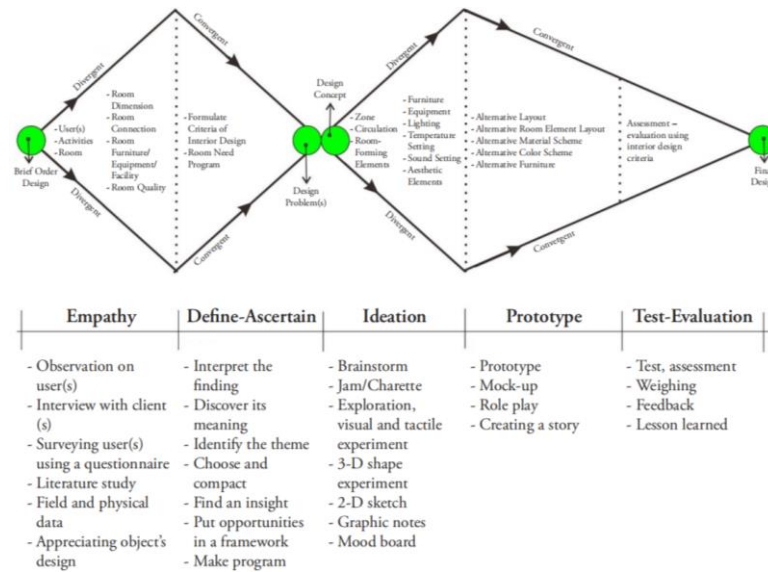 Divergent
Convergent
Divergent
Convergent
- User(s)
- Activities
- Room
Brief Order
Design
- Room
Dimension
- Room
Connection
- Room
Furniture/
Equipment/
Facility
- Room Quality
- Formulate
Criteria of
Interior Design
- Room Need
Program
Design
Concept
Design
Problem(s)
- Zone
- Circulation
- Room-
Forming
Elements
- Furniture
- Equipment
- Lighting
- Temperature
Setting
- Sound Setting
- Aesthetic
Elements
- Alternative Layout
- Alternative Room Element Layout
- Alternative Material Scheme
- Alternative Color Scheme
- Alternative Furniture
Assessment –
evaluation using
interior design
criteria
Fina
Desig
Divergent
Convergent
Divergent
Convergent
Empathy
- Observation on
user(s)
- Interview with client
(s)
- Surveying user(s)
using a questionnaire
- Literature study
- Field and physical
data
- Appreciating object's
design
Define-Ascertain
- Interpret the
finding
- Discover its
meaning
- Identify the theme
- Choose and
compact
- Find an insight
- Put opportunities
in a framework
- Make program
Ideation
- Brainstorm
- Jam/Charette
- Exploration,
visual and tactile
experiment
- 3-D shape
experiment
- 2-D sketch
- Graphic notes
- Mood board
Prototype
- Prototype
- Mock-up
- Role play
- Creating a story
Test-Evaluation
- Test, assessment
- Weighing
- Feedback
- Lesson learned